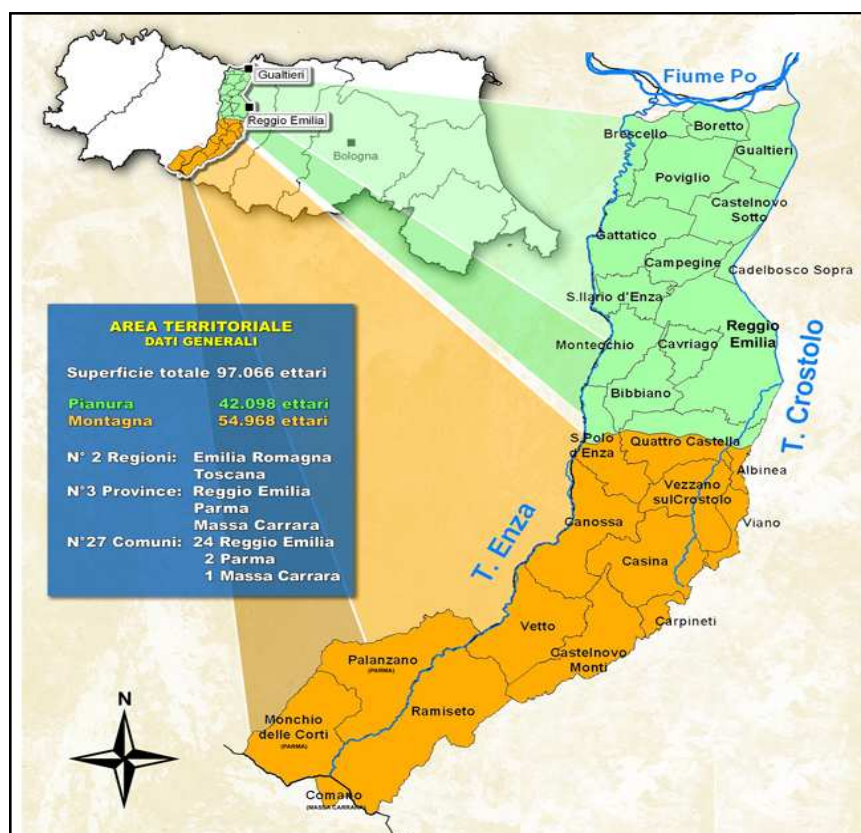 Gualtieri
Reggio Emilia
Bologna
Fiume Po
Brescello
Boretto
Gualtieri
Poviglio
Castelnovo
Sotto
Gattatico
Campegine
Cadelbosco Sopra
S.Ilario d'Enza
Reggio
Emilia
Montecchio
Cavriago
Bibbiano
T. Crostolo
S.Polo
d'Enza
Quattro Castella
Albinea
Vezzano
sulCrostolo
Viano
Canossa
T. Enza
Casina
Carpineti
Vetto
Castelnovo
Monti
Palanzano
(PARMA)
Ramiseto
Monchio
delle Corti
(PARMA)
Comano
(MASSA CARRARA)
N
AREA TERRITORIALE
DATI GENERALI
Superficie totale 97.066 ettari
Pianura 42.098 ettari
Montagna 54.968 ettari
N° 2 Regioni: Emilia Romagna
Toscana
N°3 Province: Reggio Emilia
Parma
Massa Carrara
N°27 Comuni: 24 Reggio Emilia
2 Parma
1 Massa Carrara